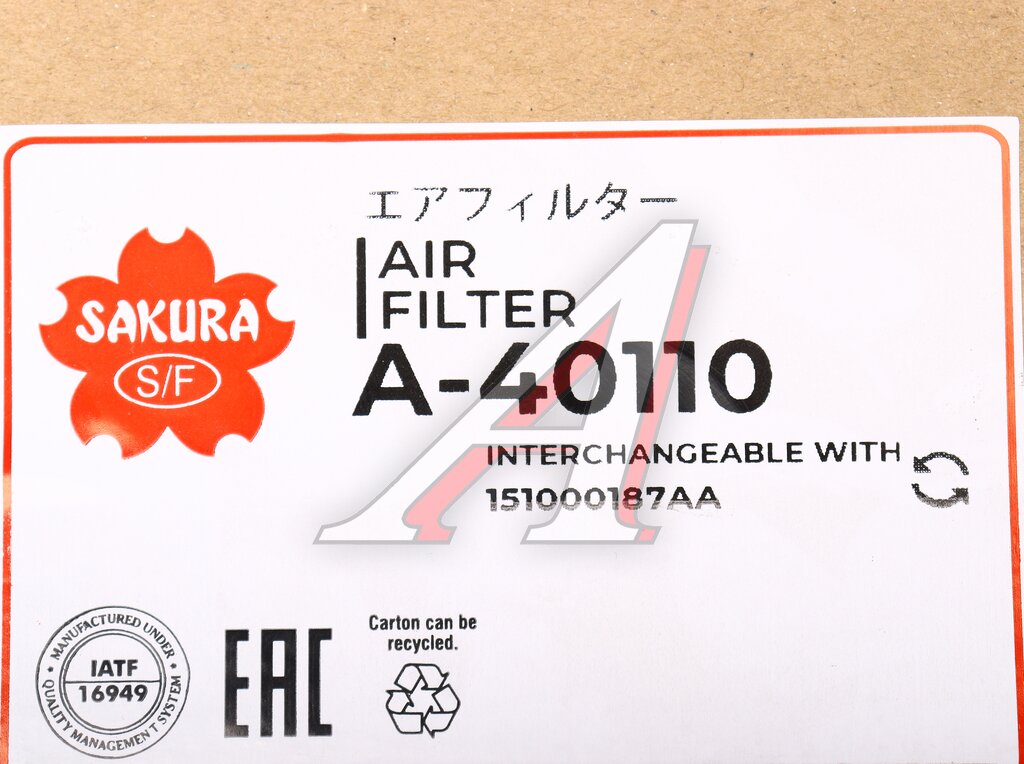 エアフィルター
AIR
FILTER
A-40110
SAKURA
S/F
INTERCHANGEABLE WITH
151000187AA
MANUFACTURED UNDER
IATF
16949
QUALITY MANAGEMENT SYSTEM
EAC
Carton can be
recycled.